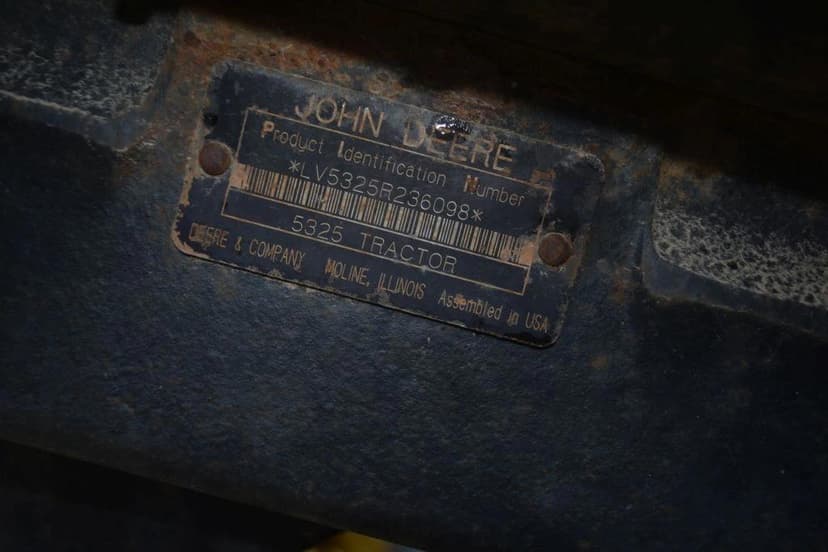 JOHN DEERE
Product Identification Number
*LV5325R236098*
5325 TRACTOR
DEERE & COMPANY MOLINE, ILLINOIS Assembled in USA